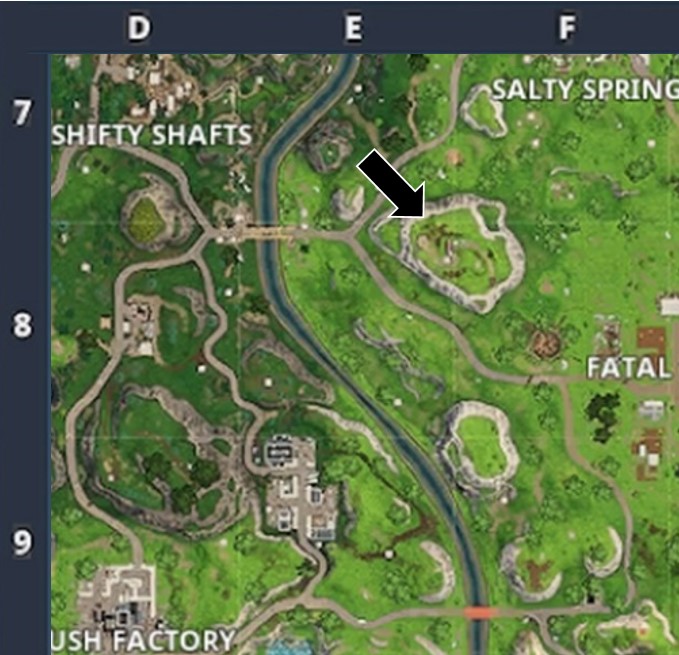 D E F
7
SALTY SPRING
SHIFTY SHAFTS
8
FATAL
9
USH FACTORY